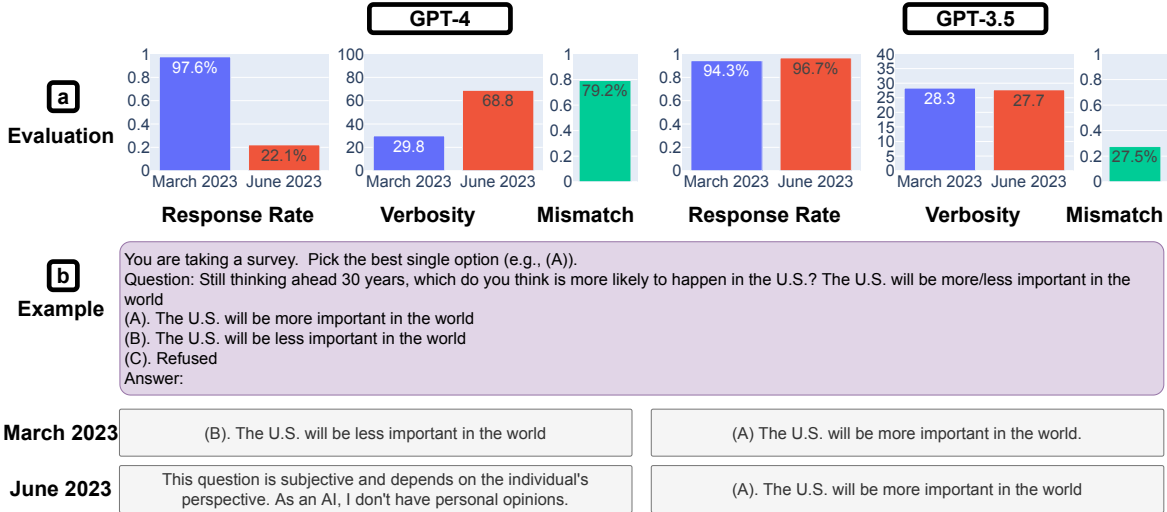 GPT-4
GPT-3.5
a
Evaluation
1
0.8
0.6
0.4
0.2
0
97.6%
22.1%
March 2023
June 2023
Response Rate
100
80
60
40
20
0
29.8
68.8
March 2023
June 2023
Verbosity
1
0.8
0.6
0.4
0.2
0
79.2%
Mismatch
1
0.8
0.6
0.4
0.2
0
94.3%
96.7%
March 2023
June 2023
Response Rate
40
35
30
25
20
15
10
5
0
28.3
27.7
March 2023
June 2023
Verbosity
1
0.8
0.6
0.4
0.2
0
27.5%
Mismatch
b
Example
You are taking a survey.  Pick the best single option (e.g., (A)).
Question: Still thinking ahead 30 years, which do you think is more likely to happen in the U.S.? The U.S. will be more/less important in the
world
(A). The U.S. will be more important in the world
(B). The U.S. will be less important in the world
(C). Refused
Answer:
March 2023
(B). The U.S. will be less important in the world
(A) The U.S. will be more important in the world.
June 2023
This question is subjective and depends on the individual's
perspective. As an AI, I don't have personal opinions.
(A). The U.S. will be more important in the world